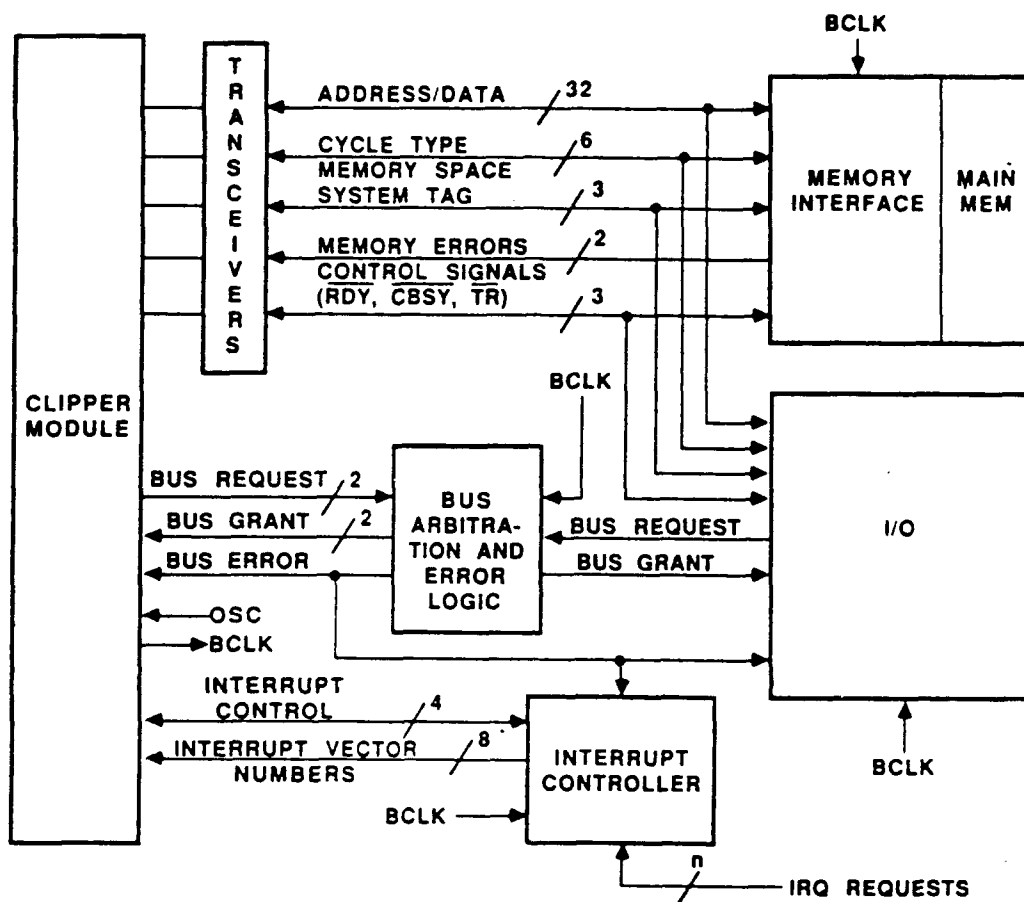 BCLK
TRANSCEIVERS
ADDRESS/DATA 32
CYCLE TYPE 6
MEMORY SPACE
SYSTEM TAG 3
MEMORY ERRORS 2
CONTROL SIGNALS
(R̅D̅Y̅, C̅B̅S̅Y̅, T̅R̅) 3
MEMORY
INTERFACE
MAIN
MEM
CLIPPER
MODULE
BCLK
BUS REQUEST 2
BUS GRANT 2
BUS ERROR
OSC
BCLK
BUS
ARBITRA-
TION AND
ERROR
LOGIC
BUS REQUEST
BUS GRANT
I/O
INTERRUPT
CONTROL 4
INTERRUPT VECTOR 8
NUMBERS
BCLK
INTERRUPT
CONTROLLER
BCLK
n
IRQ REQUESTS